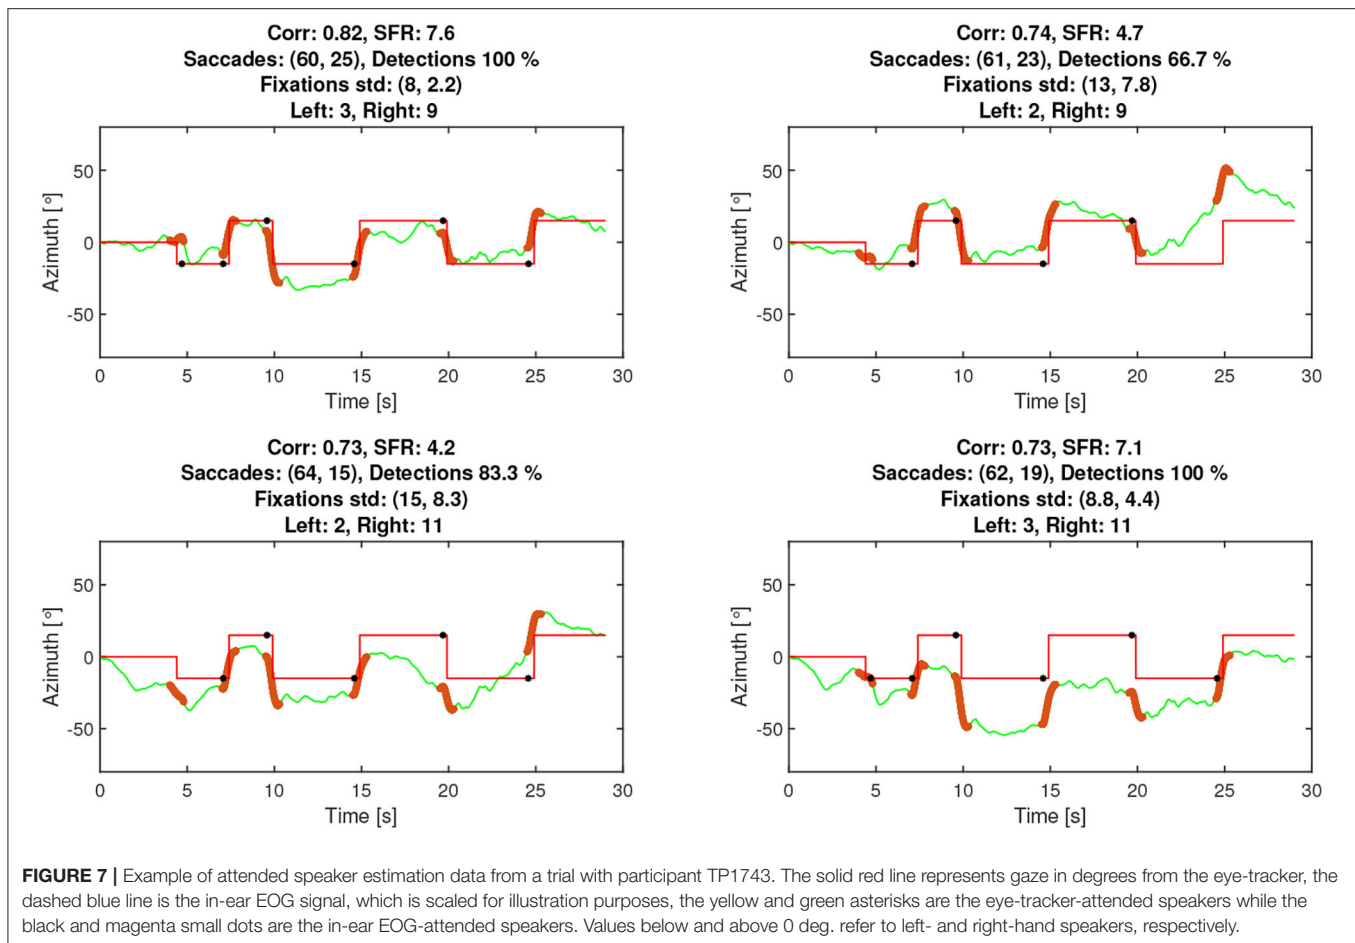 Corr: 0.82, SFR: 7.6
Saccades: (60, 25), Detections 100 %
Fixations std: (8, 2.2)
Left: 3, Right: 9
50
0
-50
Azimuth [°]
0 5 10 15 20 25 30
Time [s]
Corr: 0.74, SFR: 4.7
Saccades: (61, 23), Detections 66.7 %
Fixations std: (13, 7.8)
Left: 2, Right: 9
50
0
-50
Azimuth [°]
0 5 10 15 20 25 30
Time [s]
Corr: 0.73, SFR: 4.2
Saccades: (64, 15), Detections 83.3 %
Fixations std: (15, 8.3)
Left: 2, Right: 11
50
0
-50
Azimuth [°]
0 5 10 15 20 25 30
Time [s]
Corr: 0.73, SFR: 7.1
Saccades: (62, 19), Detections 100 %
Fixations std: (8.8, 4.4)
Left: 3, Right: 11
50
0
-50
Azimuth [°]
0 5 10 15 20 25 30
Time [s]
FIGURE 7 | Example of attended speaker estimation data from a trial with participant TP1743. The solid red line represents gaze in degrees from the eye-tracker, the
dashed blue line is the in-ear EOG signal, which is scaled for illustration purposes, the yellow and green asterisks are the eye-tracker-attended speakers while the
black and magenta small dots are the in-ear EOG-attended speakers. Values below and above 0 deg. refer to left- and right-hand speakers, respectively.